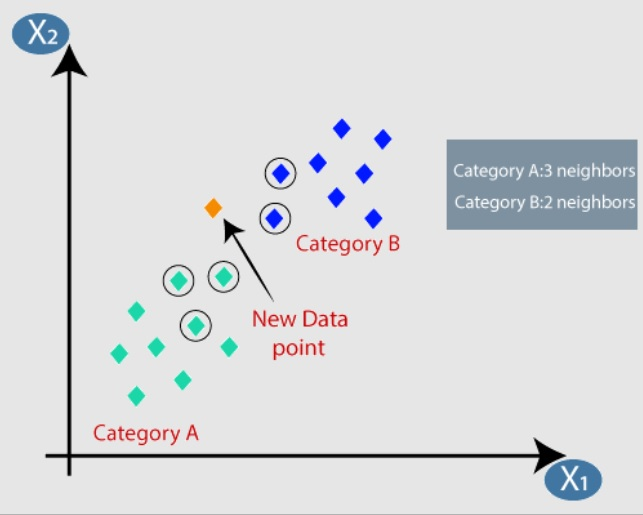 X2
Category A:3 neighbors
Category B:2 neighbors
Category B
New Data
point
Category A
X1